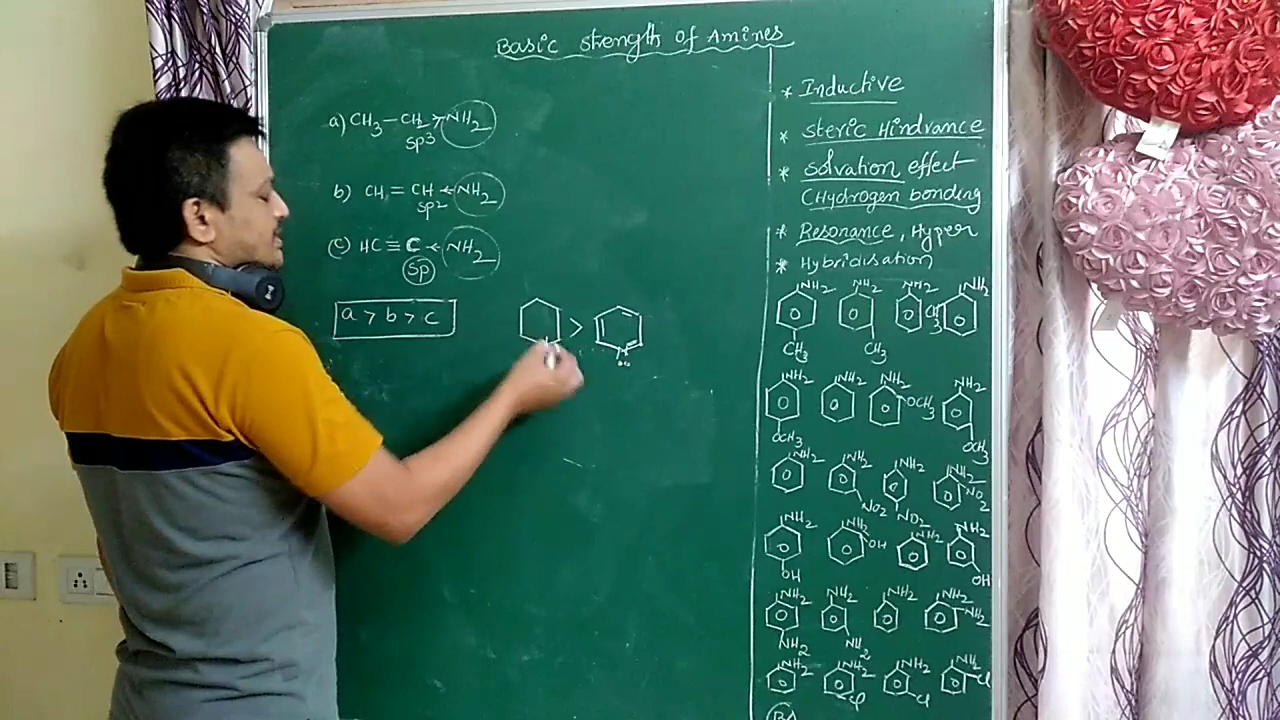 Basic strength of Amines
a) CH3 – CH2 > NH2
sp3
b) CH2 = CH < NH2
sp2
(c) HC ≡ C < NH2
sp
a > b > c
>
* Inductive
* steric Hindrance
* solvation effect
(Hydrogen bonding
* Resonance, Hyper
* Hybridisation
NH2 NH2 NH2 NH2
CH3
CH3 CH3
NH2 NH2 NH2 NH2
OCH3
OCH3 OCH3
NH2 NH2 NH2 NH2
NO2
NO2 NO2
NH2 NH2 NH2 NH2
OH
OH OH
NH2 NH2 NH2 NH2
NH2
NH2 NH2
NH2 NH2 NH2 NH2
Cl Cl Cl